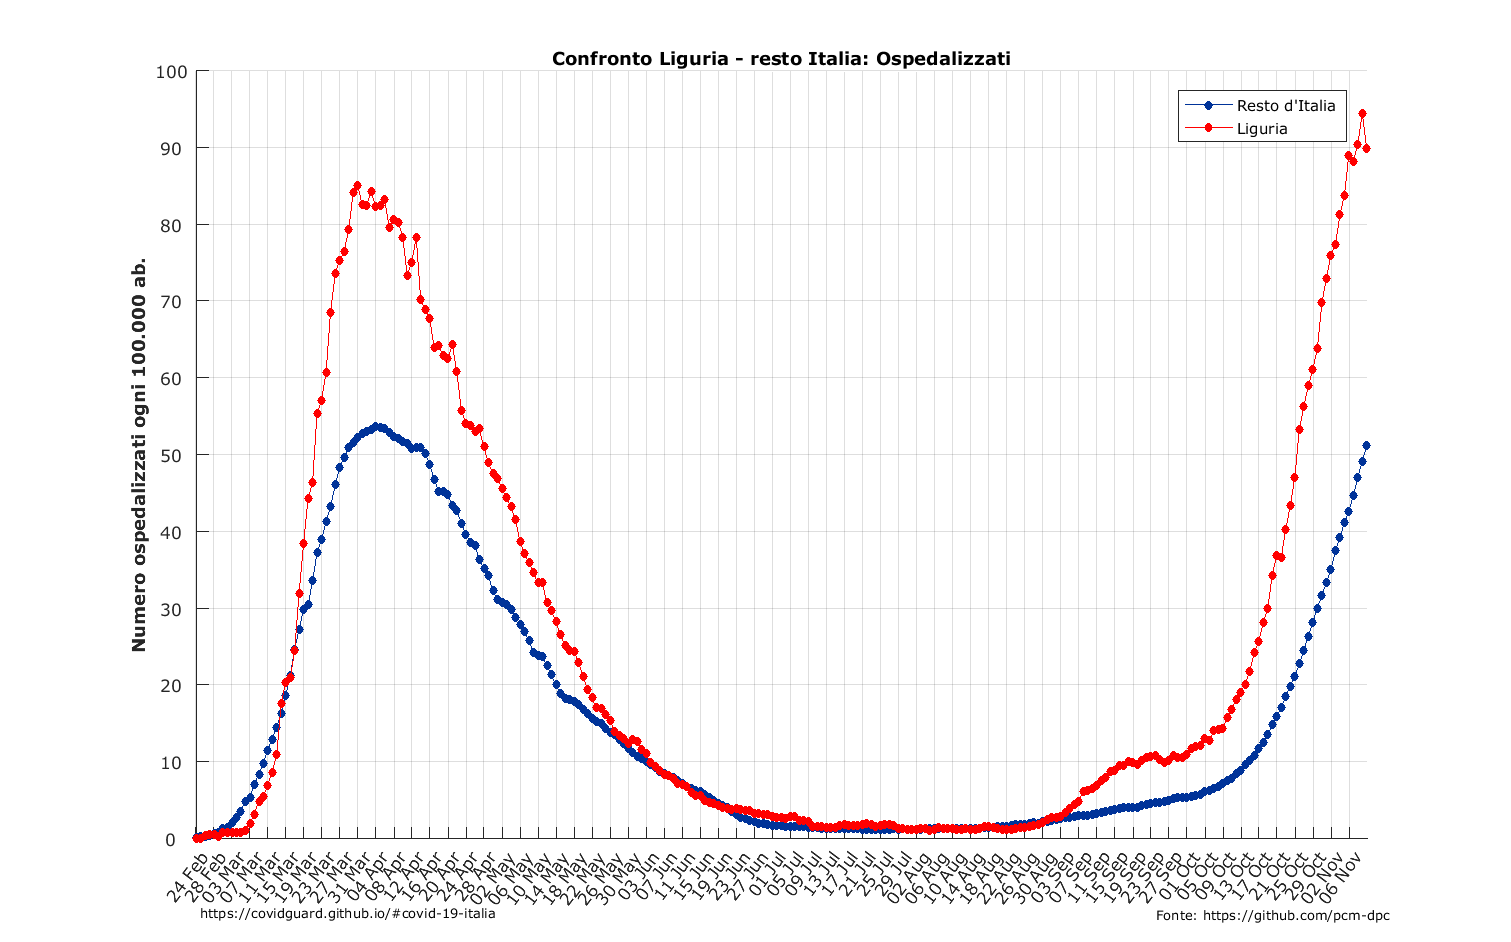 Confronto Liguria - resto Italia: Ospedalizzati
Numero ospedalizzati ogni 100.000 ab.
100
90
80
70
60
50
40
30
20
10
0
Resto d'Italia
Liguria
24 Feb
28 Feb
03 Mar
07 Mar
11 Mar
15 Mar
19 Mar
23 Mar
27 Mar
31 Mar
04 Apr
08 Apr
12 Apr
16 Apr
20 Apr
24 Apr
28 Apr
02 May
06 May
10 May
14 May
18 May
22 May
26 May
30 May
03 Jun
07 Jun
11 Jun
15 Jun
19 Jun
23 Jun
27 Jun
01 Jul
05 Jul
09 Jul
13 Jul
17 Jul
21 Jul
25 Jul
29 Jul
02 Aug
06 Aug
10 Aug
14 Aug
18 Aug
22 Aug
26 Aug
30 Aug
03 Sep
07 Sep
11 Sep
15 Sep
19 Sep
23 Sep
27 Sep
01 Oct
05 Oct
09 Oct
13 Oct
17 Oct
21 Oct
25 Oct
29 Oct
02 Nov
06 Nov
https://covidguard.github.io/#covid-19-italia
Fonte: https://github.com/pcm-dpc